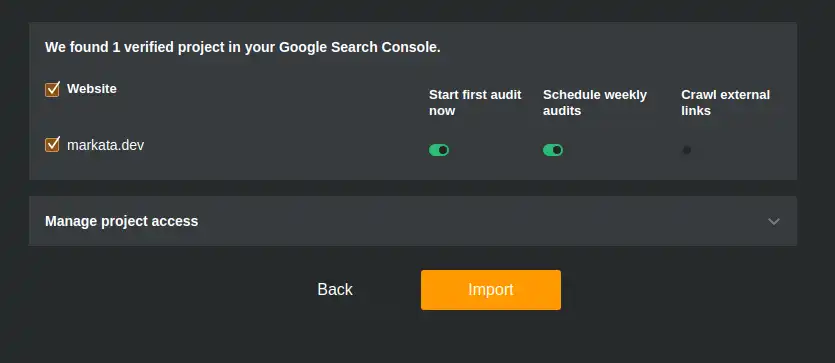 We found 1 verified project in your Google Search Console.
Website
Start first audit now
Schedule weekly audits
Crawl external links
markata.dev
Manage project access
Back
Import